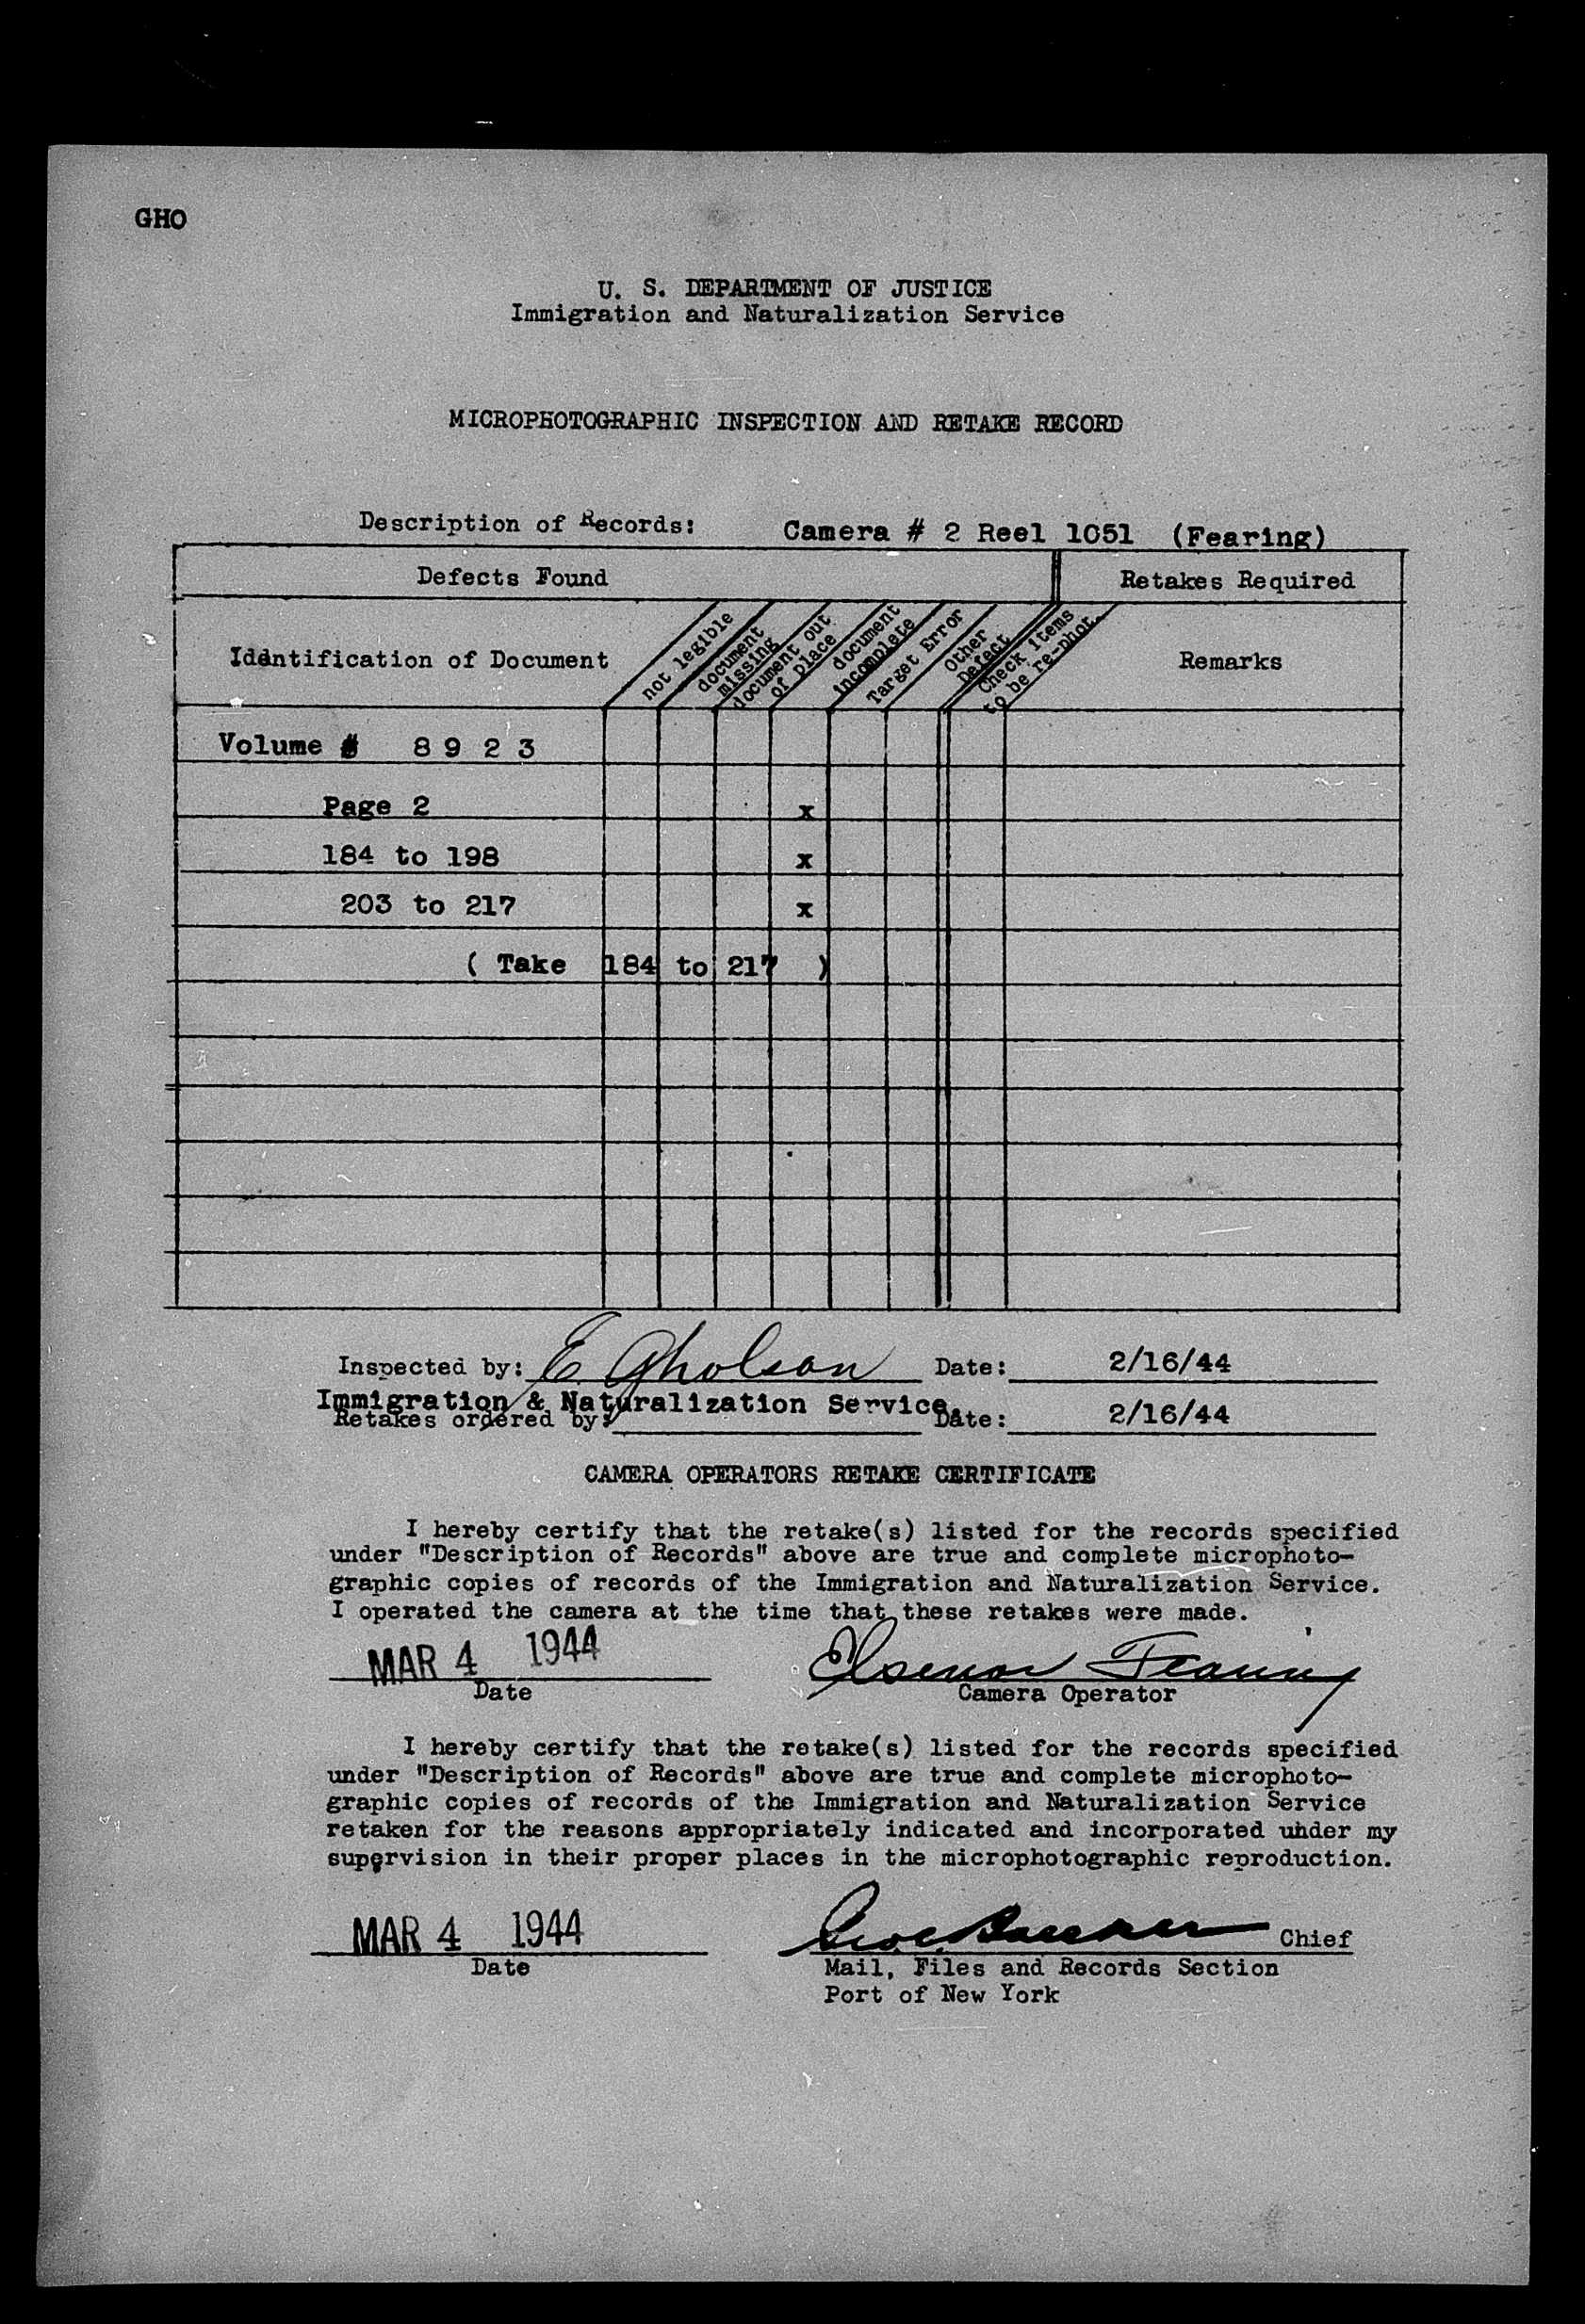 GHO
U. S. DEPARTMENT OF JUSTICE
Immigration and Naturalization Service
MICROPHOTOGRAPHIC INSPECTION AND RETAKE RECORD
Description of Records: Camera # 2 Reel 1051 (Fearing)
Defects Found Retakes Required
Identification of Document not legible document missing document out of place document incomplete Target Error Other Defect Check items to be re-phot. Remarks
Volume # 8 9 2 3
Page 2 x
184 to 198 x
203 to 217 x
( Take 184 to 217 )
Inspected by: E. Gholson Date: 2/16/44
Immigration & Naturalization Service.
Retakes ordered by: Date: 2/16/44
CAMERA OPERATORS RETAKE CERTIFICATE
I hereby certify that the retake(s) listed for the records specified
under "Description of Records" above are true and complete microphoto-
graphic copies of records of the Immigration and Naturalization Service.
I operated the camera at the time that these retakes were made.
MAR 4 1944
Date Camera Operator
I hereby certify that the retake(s) listed for the records specified
under "Description of Records" above are true and complete microphoto-
graphic copies of records of the Immigration and Naturalization Service
retaken for the reasons appropriately indicated and incorporated under my
supervision in their proper places in the microphotographic reproduction.
MAR 4 1944 Chief
Date Mail, Files and Records Section
Port of New York